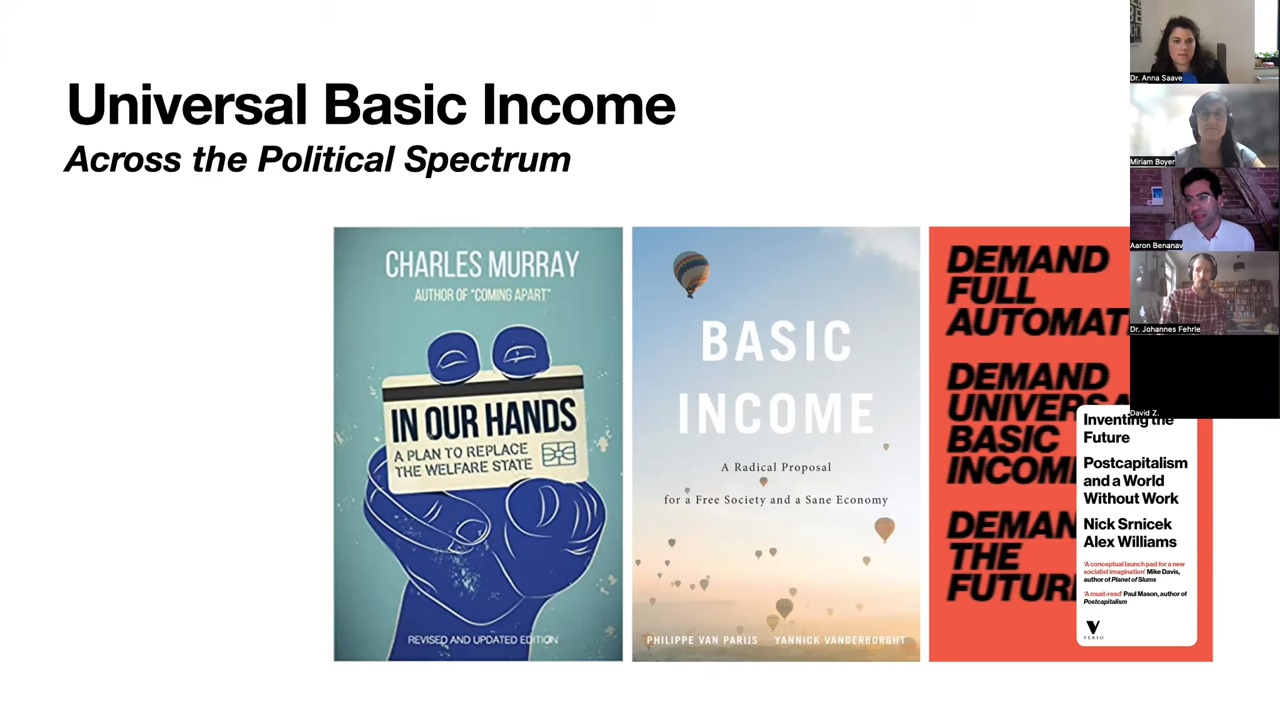 Universal Basic Income
Across the Political Spectrum
CHARLES MURRAY
AUTHOR OF "COMING APART"
IN OUR HANDS
A PLAN TO REPLACE
THE WELFARE STATE
REVISED AND UPDATED EDITION
BASIC
INCOME
A Radical Proposal
for a Free Society and a Sane Economy
PHILIPPE VAN PARIJS YANNICK VANDERBORGHT
DEMAND
FULL
AUTOMAT
DEMAND
UNIVERSA
BASIC
INCOME
DEMAN
THE
FUTUR
Inventing the
Future
Postcapitalism
and a World
Without Work
Nick Srnicek
Alex Williams
'A conceptual launch pad for a new
socialist imagination' Mike Davis,
author of Planet of Slums
'A must-read' Paul Mason, author of
Postcapitalism
VERSO
Dr. Anna Saave
Miriam Boyer
Aaron Benanav
Dr. Johannes Fehrle
David Z.